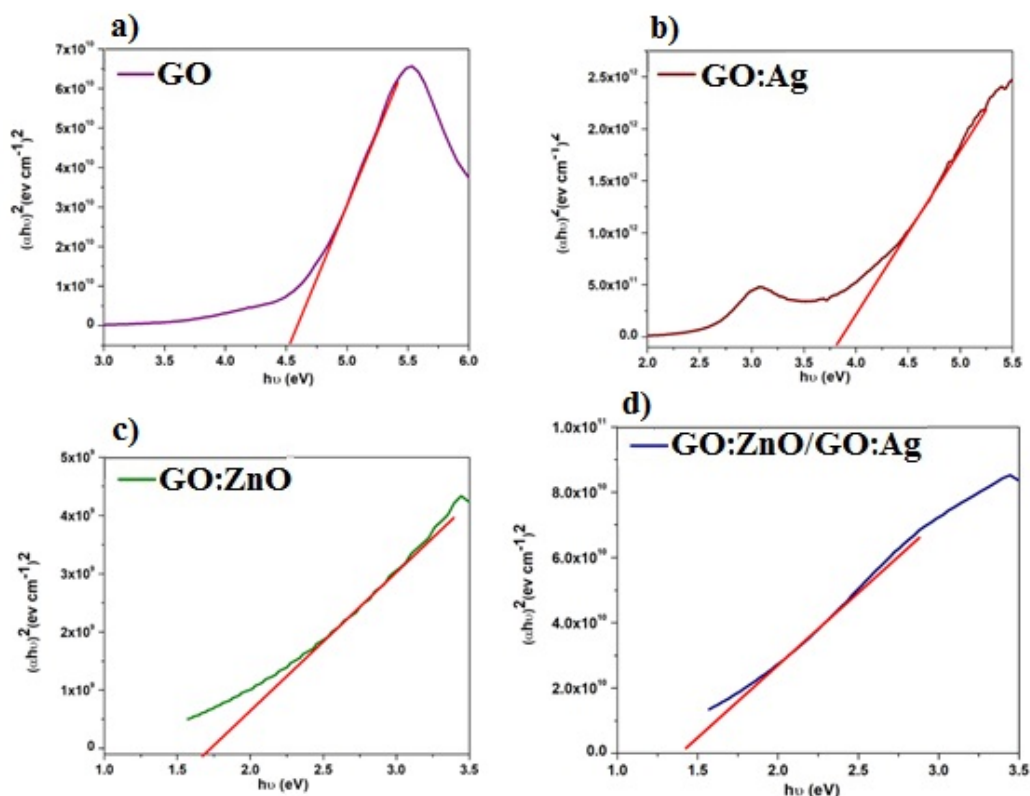 a)
GO
7x10¹⁰
6x10¹⁰
5x10¹⁰
4x10¹⁰
3x10¹⁰
2x10¹⁰
1x10¹⁰
0
(αhυ)²(ev cm⁻¹)²
3.0 3.5 4.0 4.5 5.0 5.5 6.0
hυ (eV)
b)
GO:Ag
2.5x10¹²
2.0x10¹²
1.5x10¹²
1.0x10¹²
5.0x10¹¹
0.0
(αhυ)²(ev cm⁻¹)²
2.0 2.5 3.0 3.5 4.0 4.5 5.0 5.5
hυ (eV)
c)
GO:ZnO
5x10⁹
4x10⁹
3x10⁹
2x10⁹
1x10⁹
0
(αhυ)²(ev cm⁻¹)²
1.0 1.5 2.0 2.5 3.0 3.5
hυ (eV)
d)
GO:ZnO/GO:Ag
1.0x10¹¹
8.0x10¹⁰
6.0x10¹⁰
4.0x10¹⁰
2.0x10¹⁰
0.0
(αhυ)²(ev cm⁻¹)²
1.0 1.5 2.0 2.5 3.0 3.5
hυ (eV)